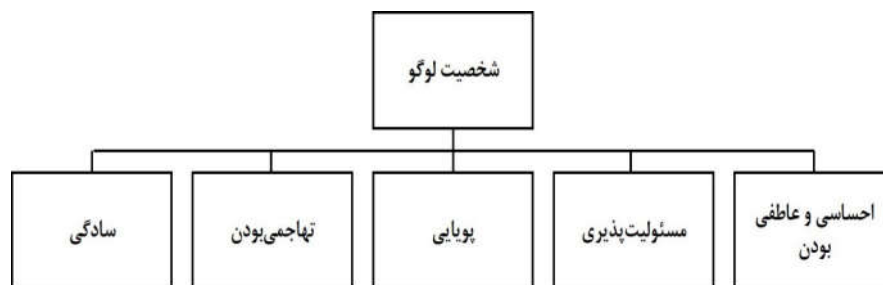 شخصیت لوگو
احساسی و عاطفی
بودن
مسئولیت‌پذیری
پویایی
تهاجمی‌بودن
سادگی